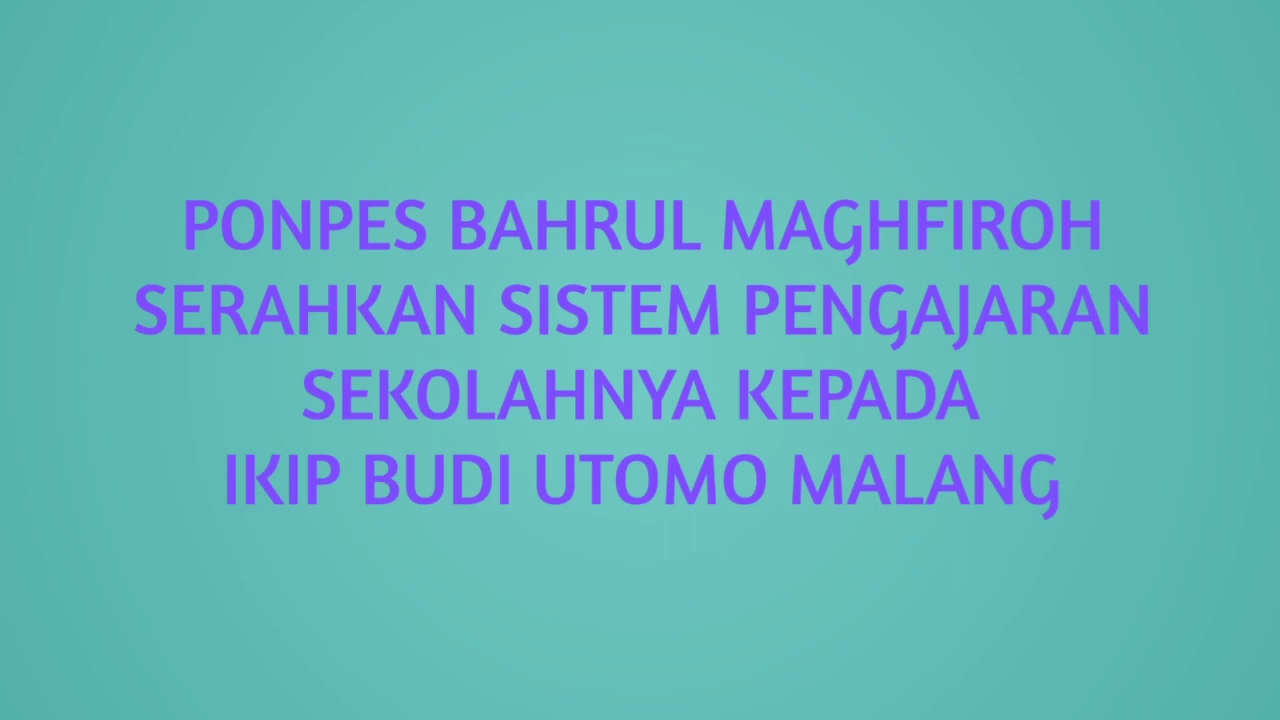 PONPES BAHRUL MAGHFIROH
SERAHKAN SISTEM PENGAJARAN
SEKOLAHNYA KEPADA
IKIP BUDI UTOMO MALANG